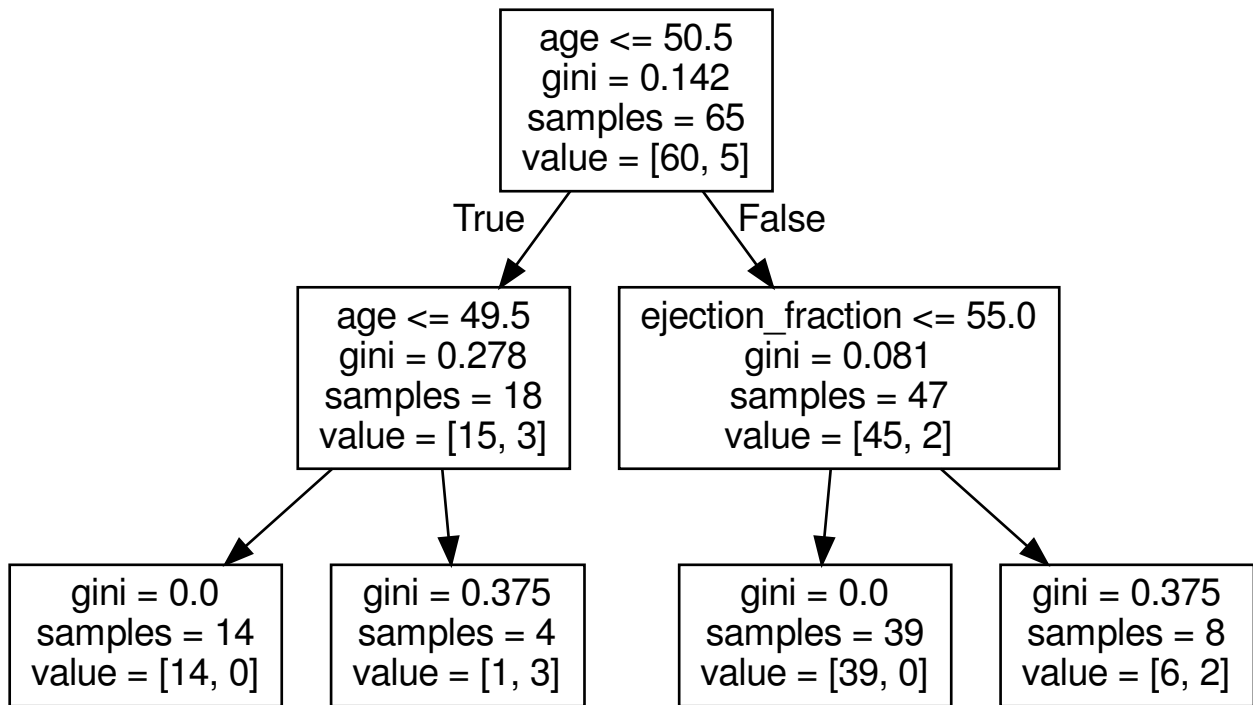 age <= 50.5
gini = 0.142
samples = 65
value = [60, 5]
True
False
age <= 49.5
gini = 0.278
samples = 18
value = [15, 3]
ejection_fraction <= 55.0
gini = 0.081
samples = 47
value = [45, 2]
gini = 0.0
samples = 14
value = [14, 0]
gini = 0.375
samples = 4
value = [1, 3]
gini = 0.0
samples = 39
value = [39, 0]
gini = 0.375
samples = 8
value = [6, 2]